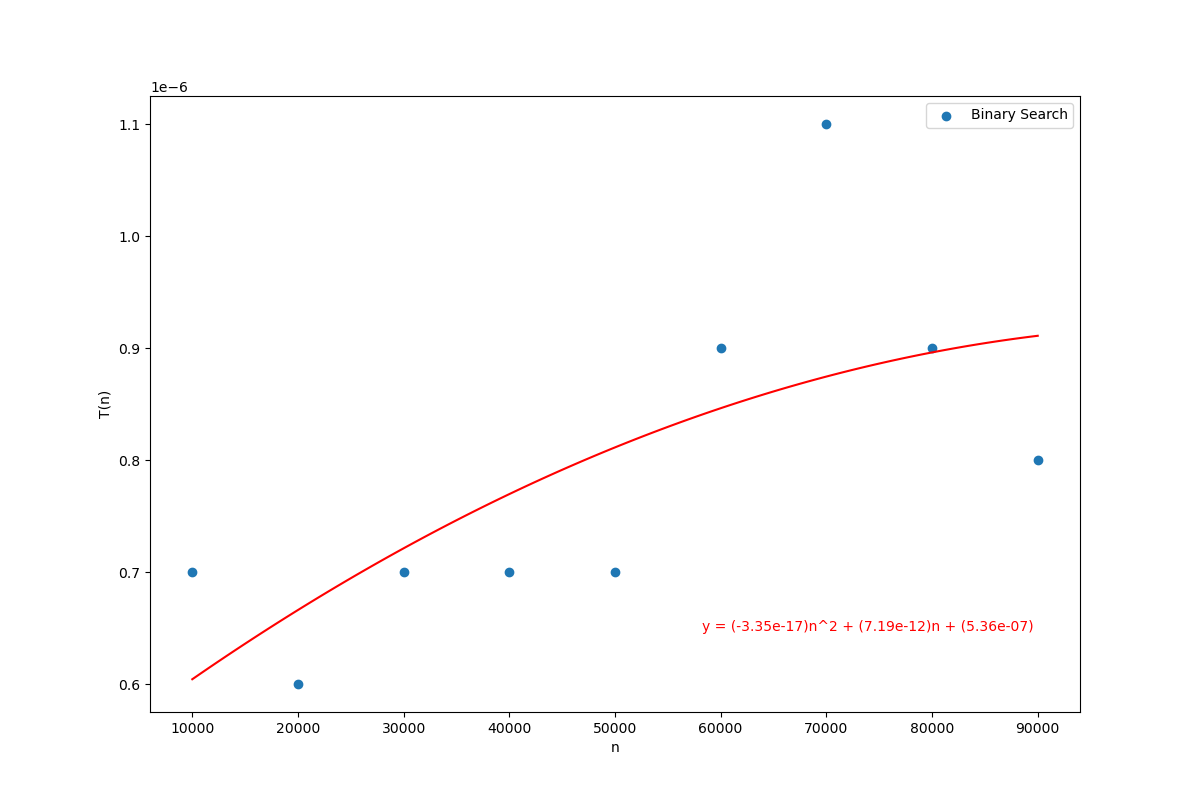 1e−6
Binary Search
1.1
1.0
0.9
0.8
0.7
0.6
T(n)
y = (-3.35e-17)n^2 + (7.19e-12)n + (5.36e-07)
10000 20000 30000 40000 50000 60000 70000 80000 90000
n